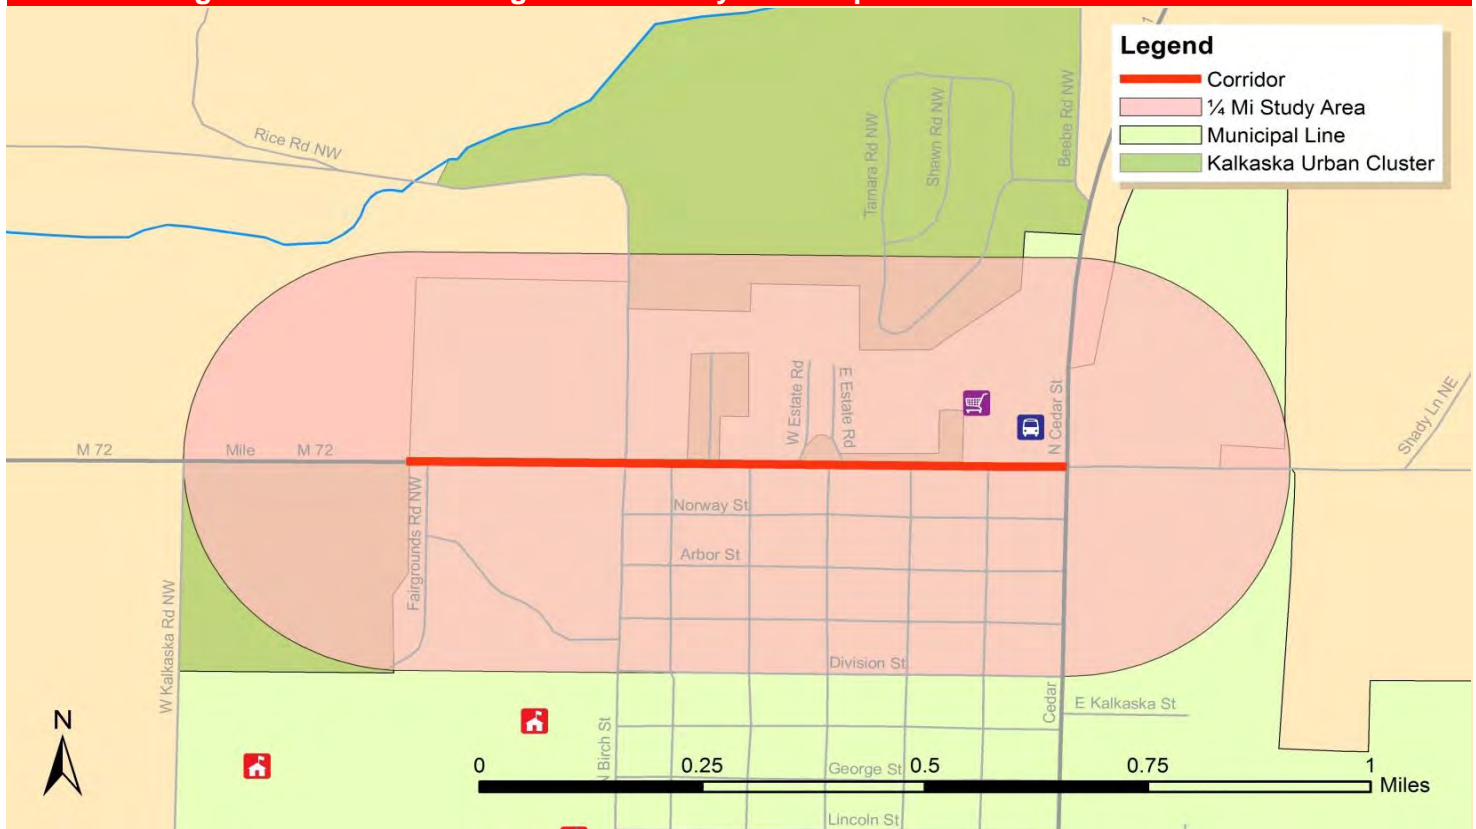 Legend
Corridor
¼ Mi Study Area
Municipal Line
Kalkaska Urban Cluster
Rice Rd NW
Tamara Rd NW
Shawn Rd NW
Beebe Rd NW
1
W Estate Rd
E Estate Rd
N Cedar St
Shady Ln NE
M 72
Mile
M 72
Fairgrounds Rd NW
Norway St
Arbor St
W Kalkaska Rd NW
Division St
Cedar
E Kalkaska St
N Birch St
George St
Lincoln St
N
0
0.25
0.5
0.75
1
Miles